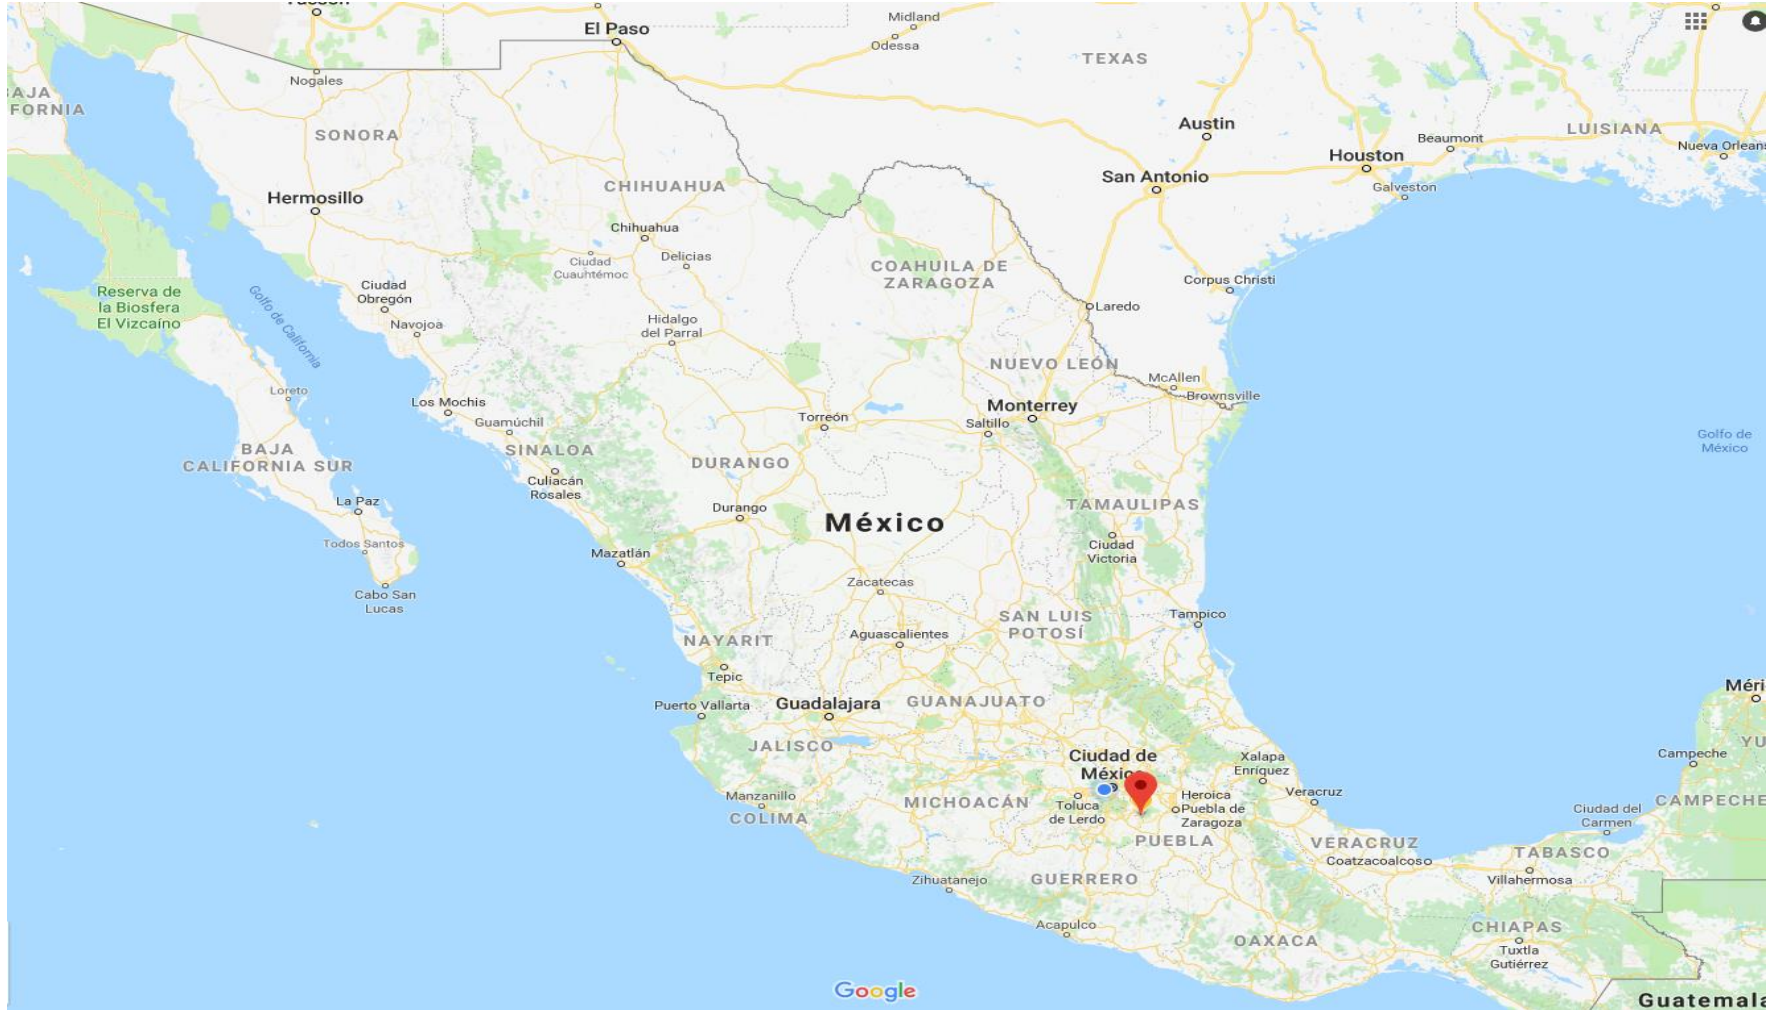 Tucson
El Paso
Midland
Odessa
TEXAS
Nogales
BAJA
FORNIA
SONORA
Austin
LUISIANA
Beaumont
Nueva Orleans
Houston
San Antonio
Galveston
CHIHUAHUA
Hermosillo
Chihuahua
Delicias
Ciudad
Cuauhtémoc
COAHUILA DE
ZARAGOZA
Corpus Christi
Ciudad
Obregón
Reserva de
la Biosfera
El Vizcaíno
Golfo de California
Laredo
Navojoa
Hidalgo
del Parral
NUEVO LEÓN
McAllen
Brownsville
Loreto
Los Mochis
Guamúchil
Torreón
Monterrey
Saltillo
Golfo de
México
BAJA
CALIFORNIA SUR
SINALOA
DURANGO
Culiacán
Rosales
La Paz
TAMAULIPAS
Durango
México
Todos Santos
Ciudad
Victoria
Mazatlán
Cabo San
Lucas
Zacatecas
Tampico
SAN LUIS
POTOSÍ
Aguascalientes
NAYARIT
Tepic
Méri
Puerto Vallarta
Guadalajara
GUANAJUATO
JALISCO
YU
Ciudad de
México
Xalapa
Enríquez
Campeche
Manzanillo
COLIMA
MICHOACÁN
Toluca
de Lerdo
Heroica
Puebla de
Zaragoza
Veracruz
Ciudad del
Carmen
CAMPECHE
PUEBLA
VERACRUZ
Coatzacoalcos
TABASCO
Villahermosa
Zihuatanejo
GUERRERO
Acapulco
OAXACA
CHIAPAS
Tuxtla
Gutiérrez
Google
Guatemala